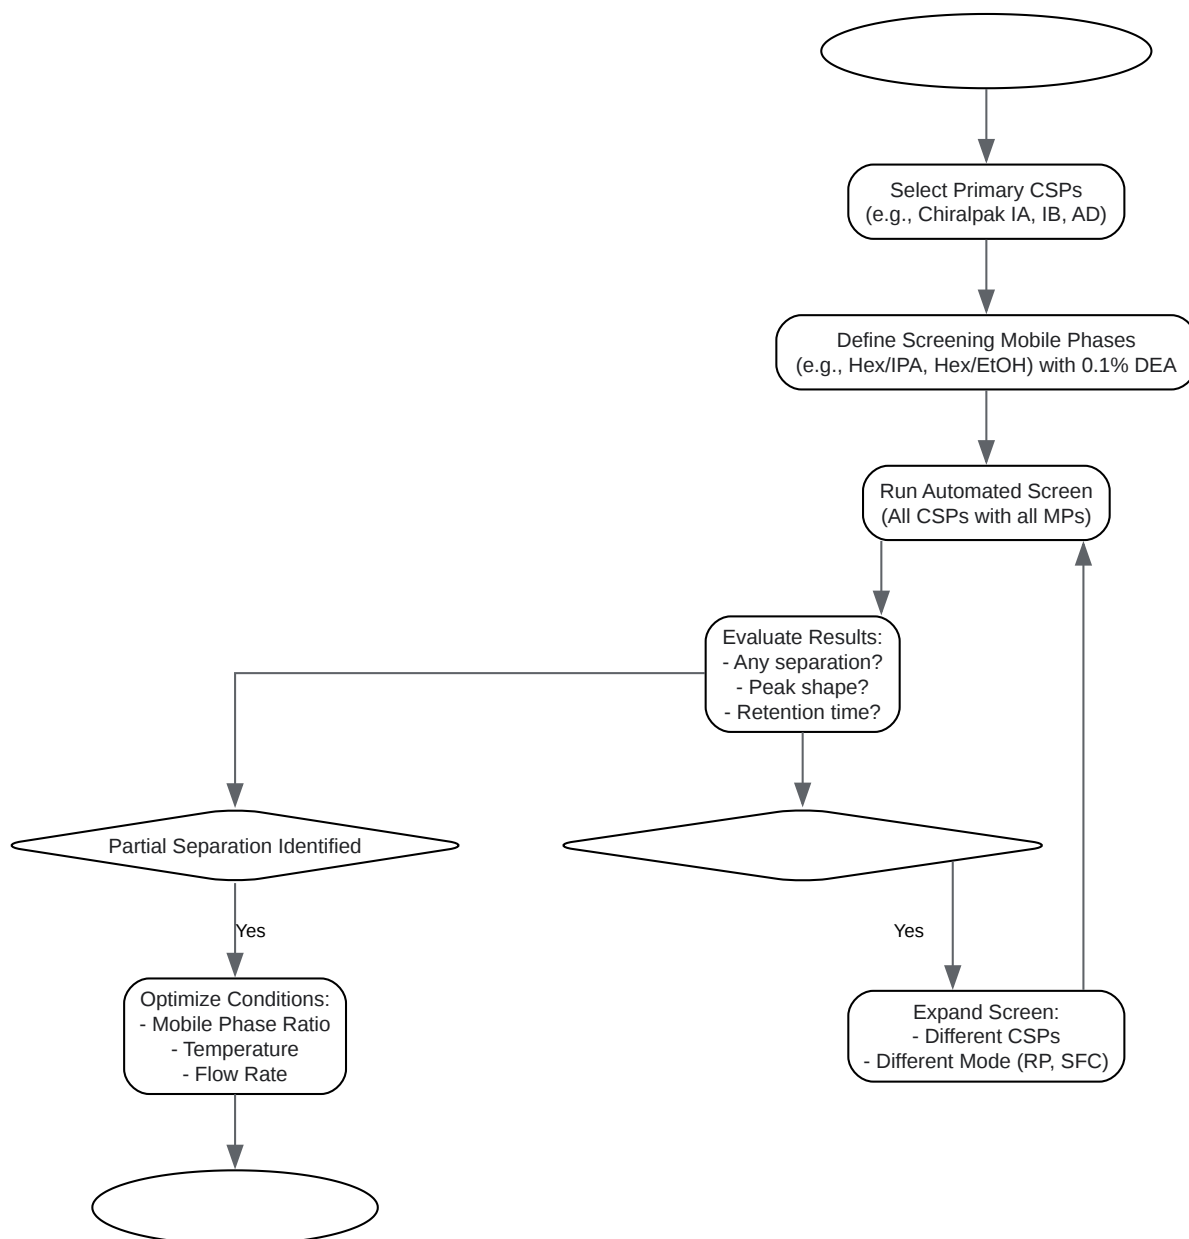 Select Primary CSPs
(e.g., Chiralpak IA, IB, AD)
Define Screening Mobile Phases
(e.g., Hex/IPA, Hex/EtOH) with 0.1% DEA
Run Automated Screen
(All CSPs with all MPs)
Evaluate Results:
- Any separation?
- Peak shape?
- Retention time?
Partial Separation Identified
Yes
Yes
Optimize Conditions:
- Mobile Phase Ratio
- Temperature
- Flow Rate
Expand Screen:
- Different CSPs
- Different Mode (RP, SFC)